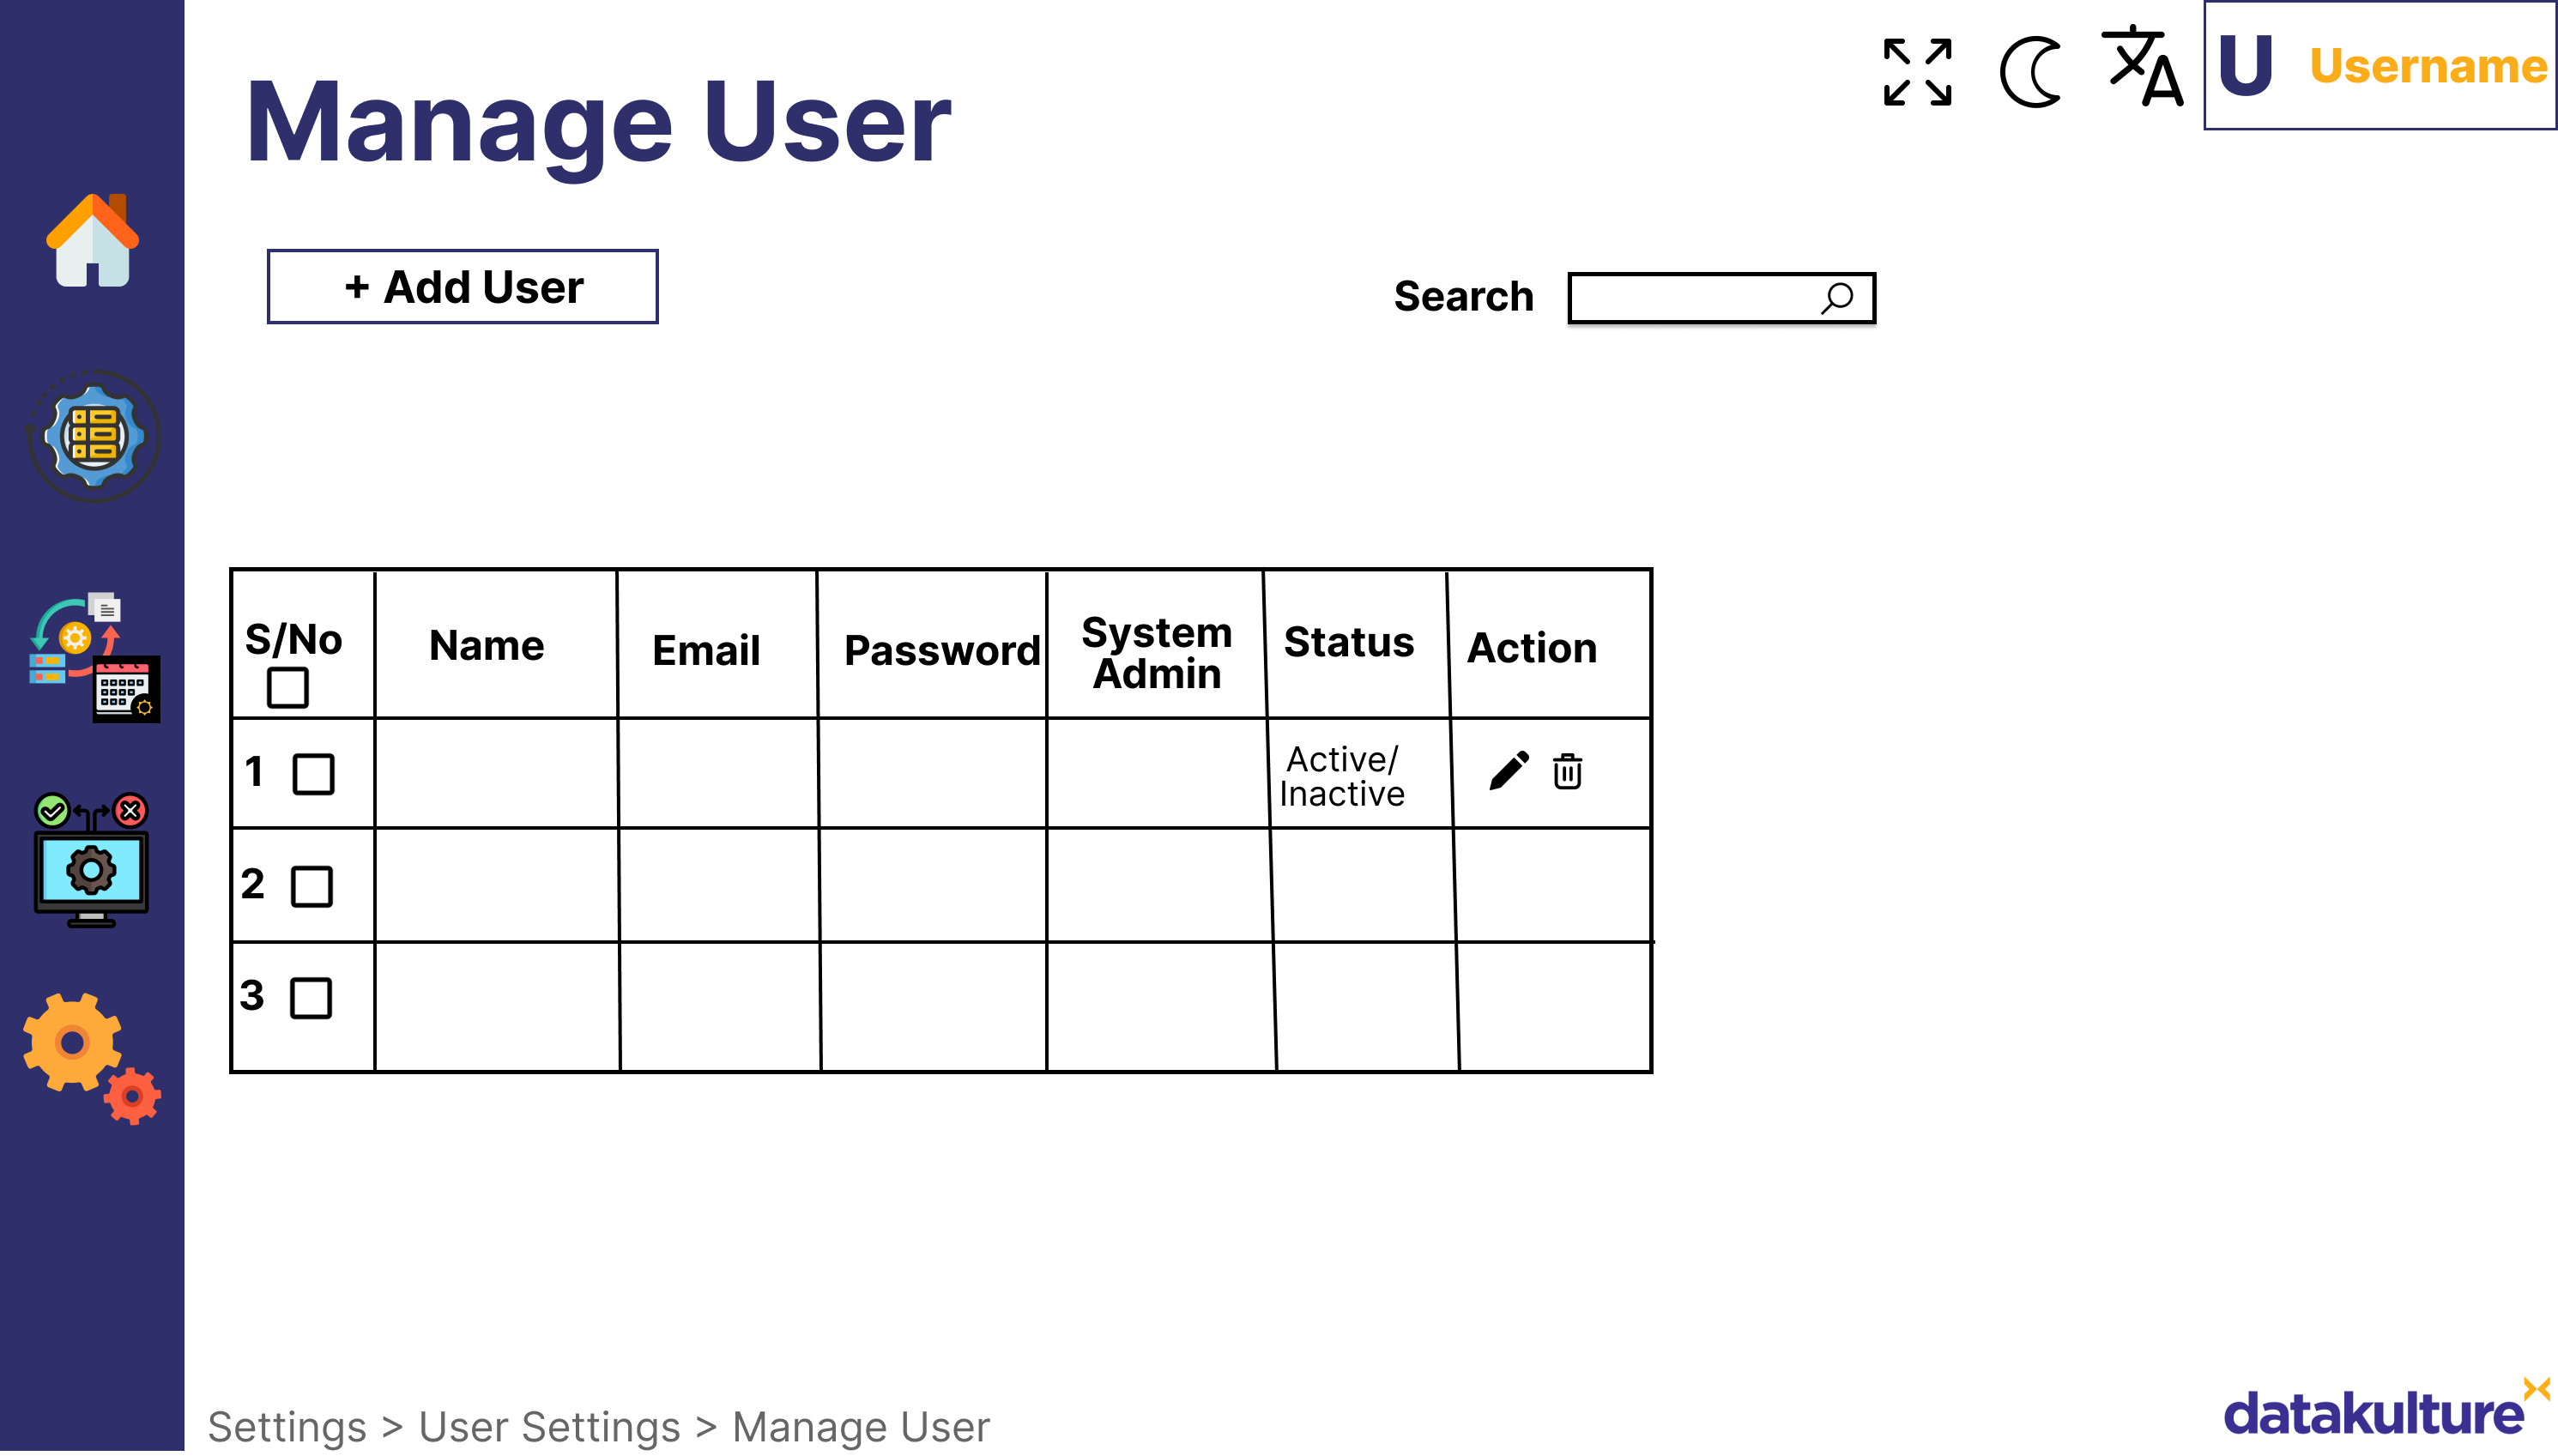 Manage User
U Username
+ Add User
Search
S/No
Name
Email
Password
System
Admin
Status
Action
1
Active/
Inactive
2
3
Settings > User Settings > Manage User
datakulture